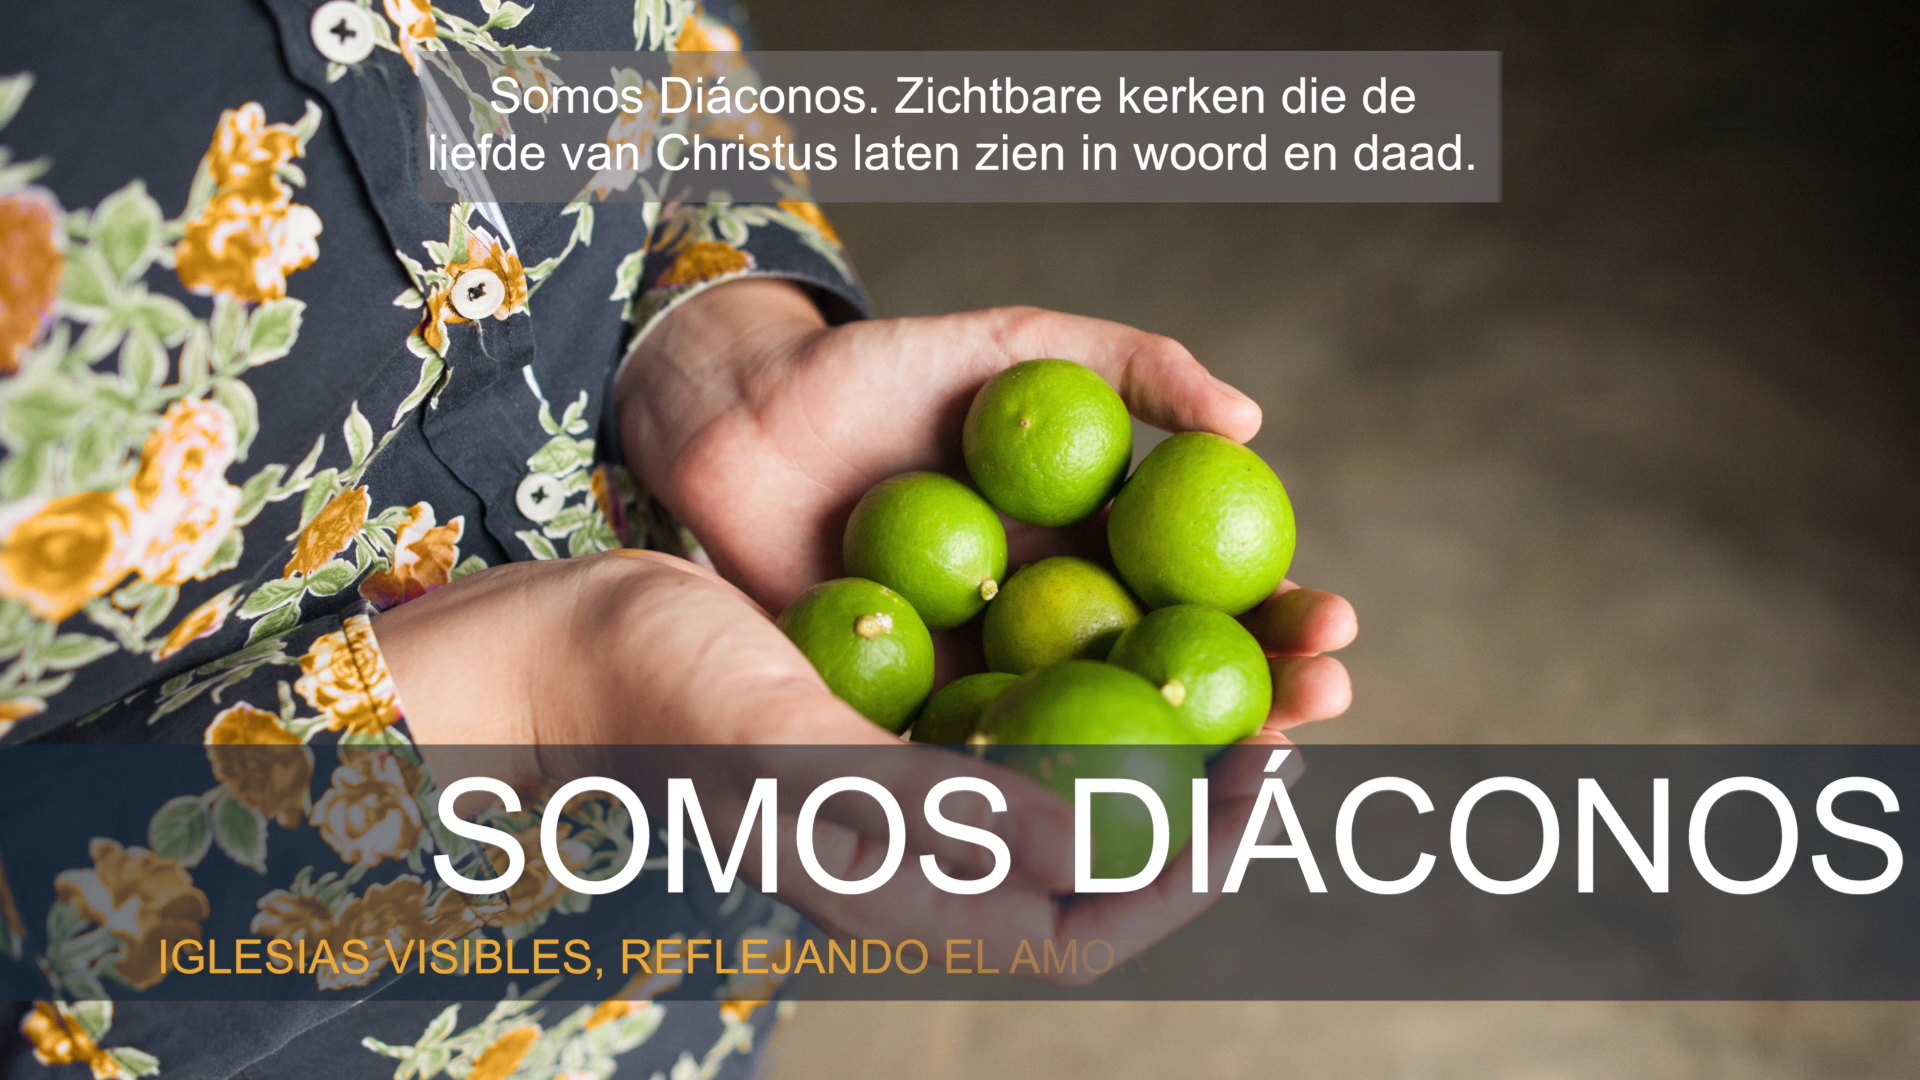 Somos Diáconos. Zichtbare kerken die de
liefde van Christus laten zien in woord en daad.
SOMOS DIÁCONOS
IGLESIAS VISIBLES, REFLEJANDO EL AMOR